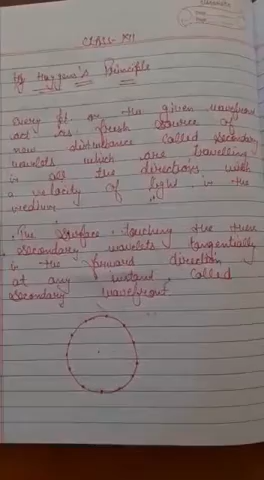 CLASS-XII
Huygen's Principle
Every pt. on the given wavefront
act as fresh source of
new disturbance called secondary
wavelets which are travelling
in all the directions with
a velocity of light in the
medium
The surface touching the these
secondary wavelets tangentially
in the forward direction
at any instant called
secondary wavefront